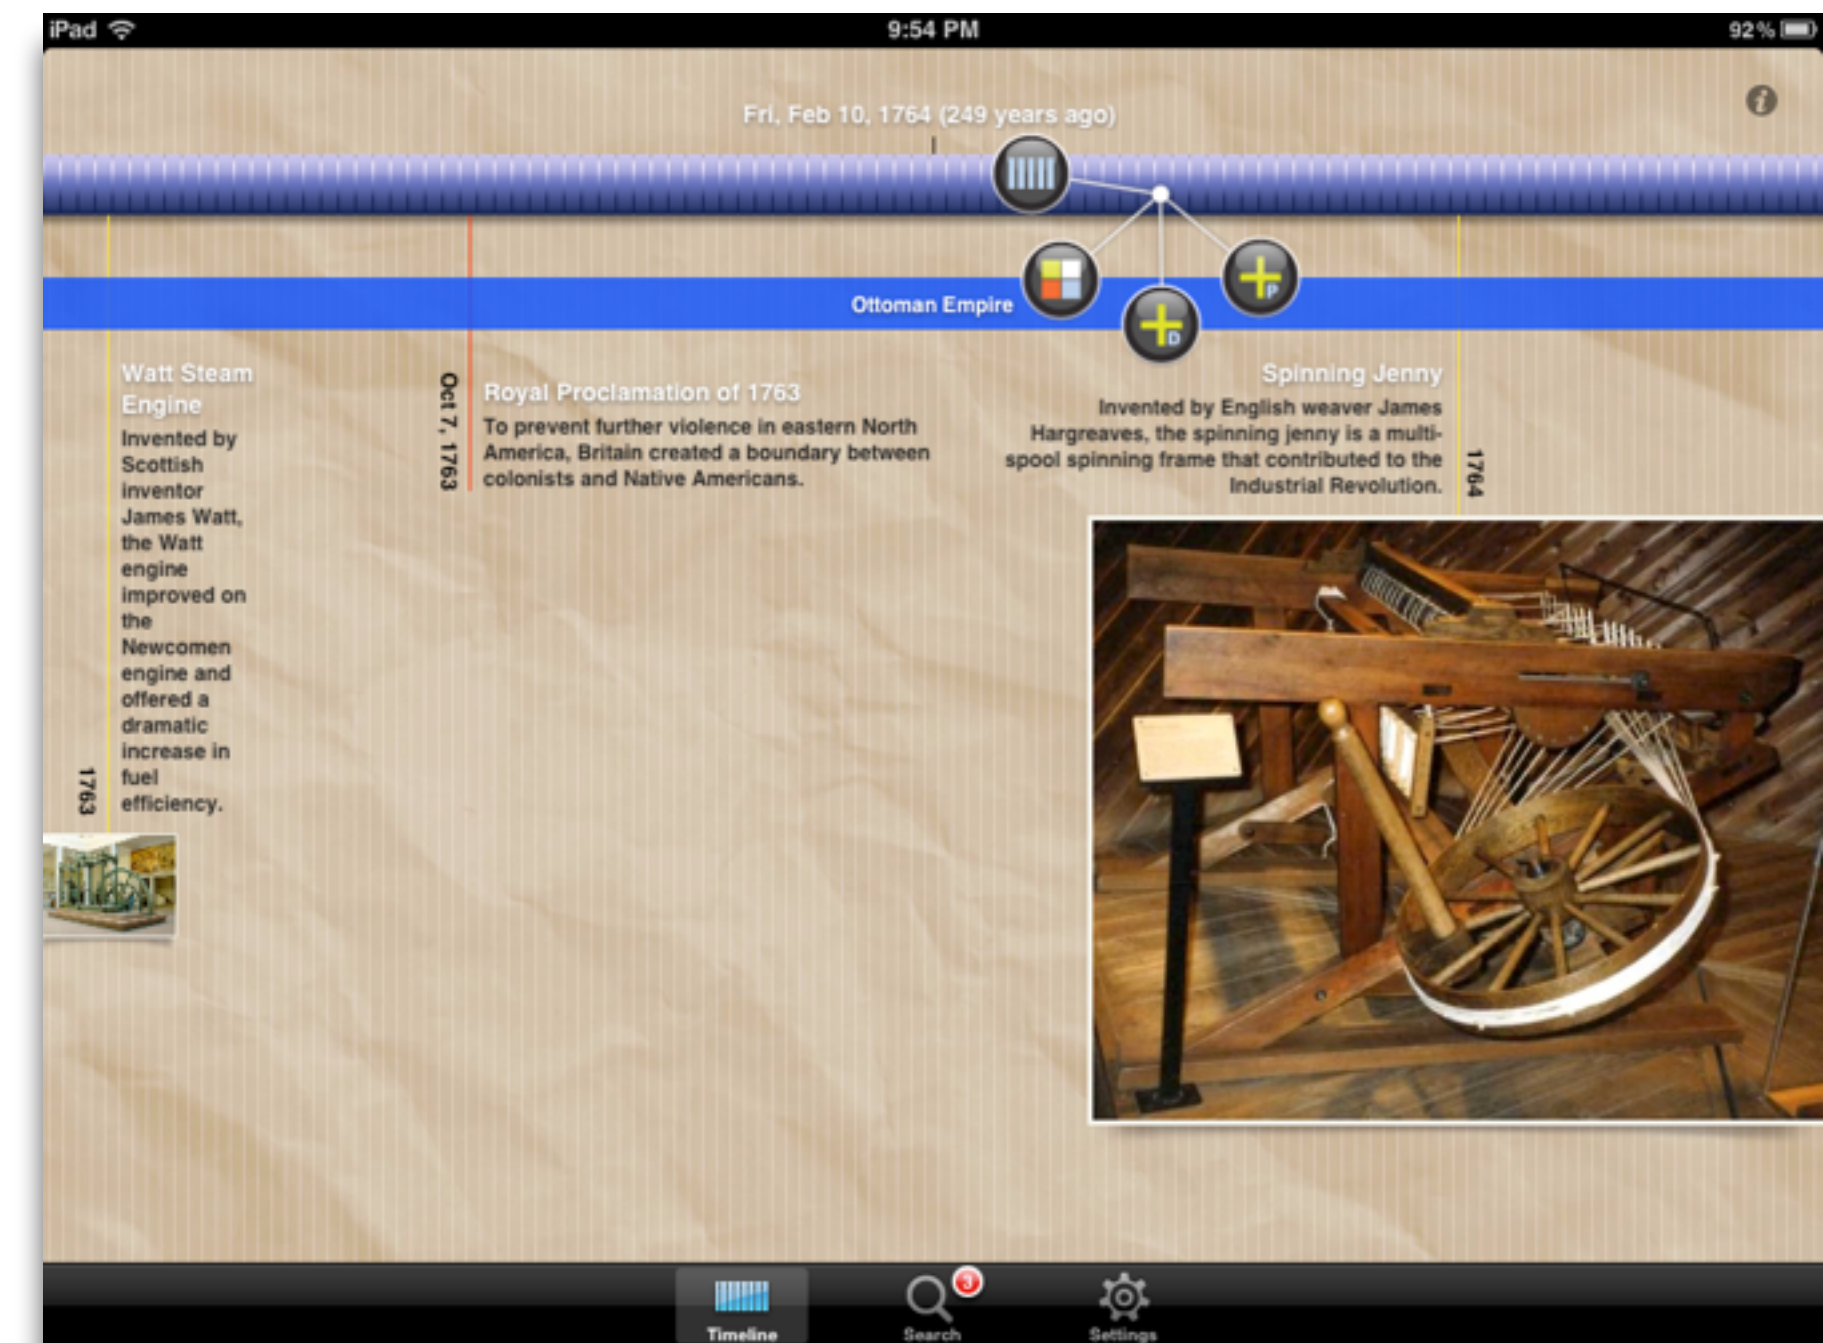 iPad
9:54 PM
92%
Fri, Feb 10, 1764 (249 years ago)
Ottoman Empire
P
D
Watt Steam
Engine
Invented by
Scottish
inventor
James Watt,
the Watt
engine
improved on
the
Newcomen
engine and
offered a
dramatic
increase in
fuel
efficiency.
1763
Oct 7, 1763
Royal Proclamation of 1763
To prevent further violence in eastern North
America, Britain created a boundary between
colonists and Native Americans.
Spinning Jenny
Invented by English weaver James
Hargreaves, the spinning jenny is a multi-
spool spinning frame that contributed to the
Industrial Revolution.
1764
Timeline
3
Search
Settings